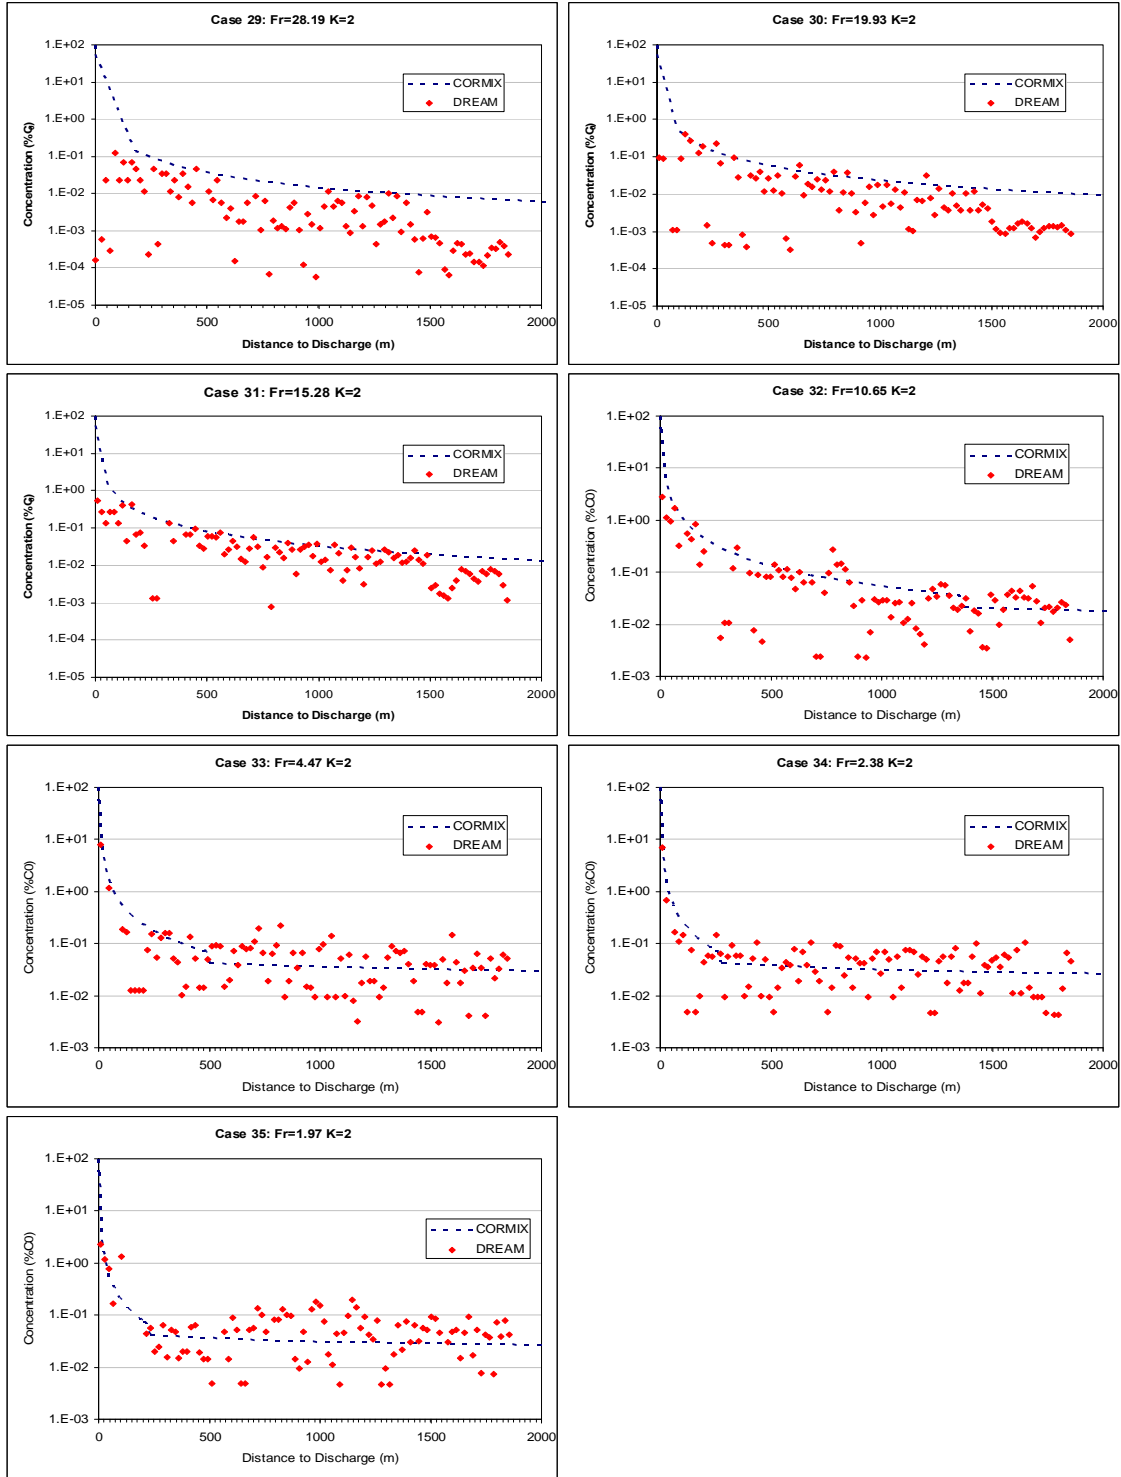 Case 29: Fr=28.19 K=2
1.E+02
1.E+01
1.E+00
1.E-01
1.E-02
1.E-03
1.E-04
1.E-05
0 500 1000 1500 2000
Distance to Discharge (m)
CORMIX
DREAM
Case 30: Fr=19.93 K=2
1.E+02
1.E+01
1.E+00
1.E-01
1.E-02
1.E-03
1.E-04
1.E-05
0 500 1000 1500 2000
Distance to Discharge (m)
CORMIX
DREAM
Case 31: Fr=15.28 K=2
1.E+02
1.E+01
1.E+00
1.E-01
1.E-02
1.E-03
1.E-04
1.E-05
0 500 1000 1500 2000
Distance to Discharge (m)
CORMIX
DREAM
Case 32: Fr=10.65 K=2
Concentration (%C0)
1.E+02
1.E+01
1.E+00
1.E-01
1.E-02
1.E-03
0 500 1000 1500 2000
Distance to Discharge (m)
CORMIX
DREAM
Case 33: Fr=4.47 K=2
Concentration (%C0)
1.E+02
1.E+01
1.E+00
1.E-01
1.E-02
1.E-03
0 500 1000 1500 2000
Distance to Discharge (m)
CORMIX
DREAM
Case 34: Fr=2.38 K=2
Concentration (%C0)
1.E+02
1.E+01
1.E+00
1.E-01
1.E-02
1.E-03
0 500 1000 1500 2000
Distance to Discharge (m)
CORMIX
DREAM
Case 35: Fr=1.97 K=2
Concentration (%C0)
1.E+02
1.E+01
1.E+00
1.E-01
1.E-02
1.E-03
0 500 1000 1500 2000
Distance to Discharge (m)
CORMIX
DREAM